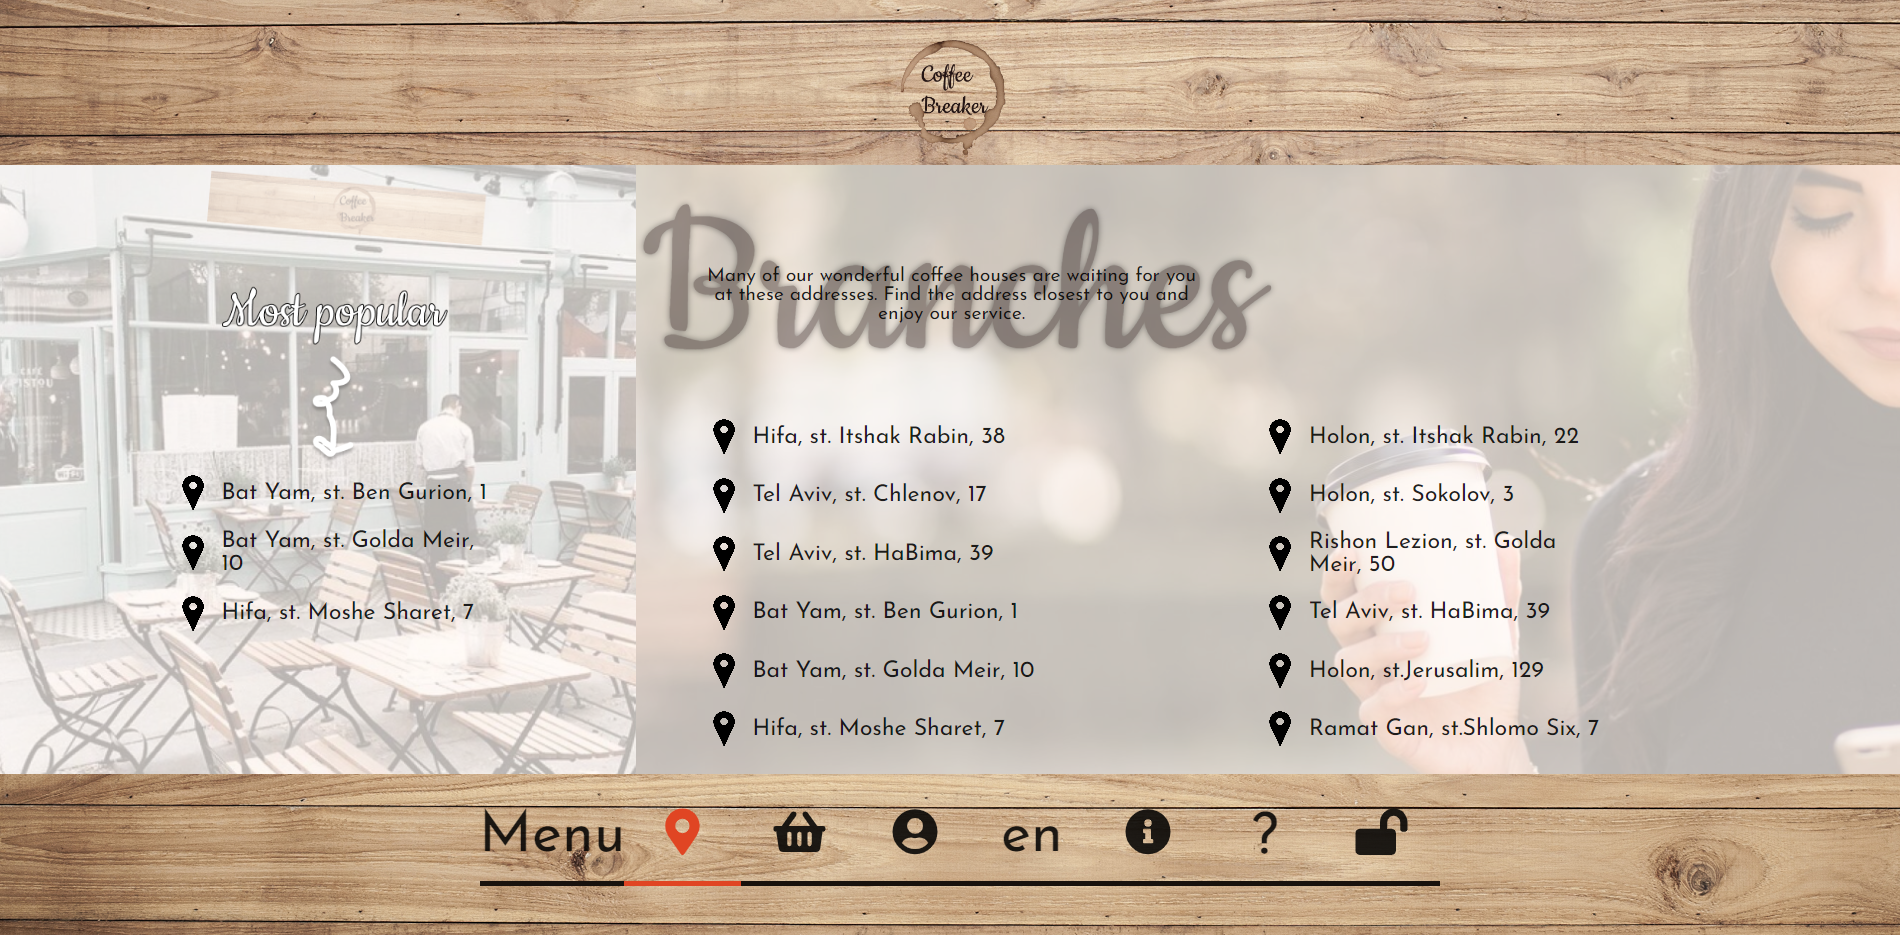 Coffee
Breaker
Coffee
Breaker
Most popular
Bat Yam, st. Ben Gurion, 1
Bat Yam, st. Golda Meir,
10
Hifa, st. Moshe Sharet, 7
Branches
Many of our wonderful coffee houses are waiting for you
at these addresses. Find the address closest to you and
enjoy our service.
Hifa, st. Itshak Rabin, 38
Tel Aviv, st. Chlenov, 17
Tel Aviv, st. HaBima, 39
Bat Yam, st. Ben Gurion, 1
Bat Yam, st. Golda Meir, 10
Hifa, st. Moshe Sharet, 7
Holon, st. Itshak Rabin, 22
Holon, st. Sokolov, 3
Rishon Lezion, st. Golda
Meir, 50
Tel Aviv, st. HaBima, 39
Holon, st.Jerusalim, 129
Ramat Gan, st.Shlomo Six, 7
Menu
en
?